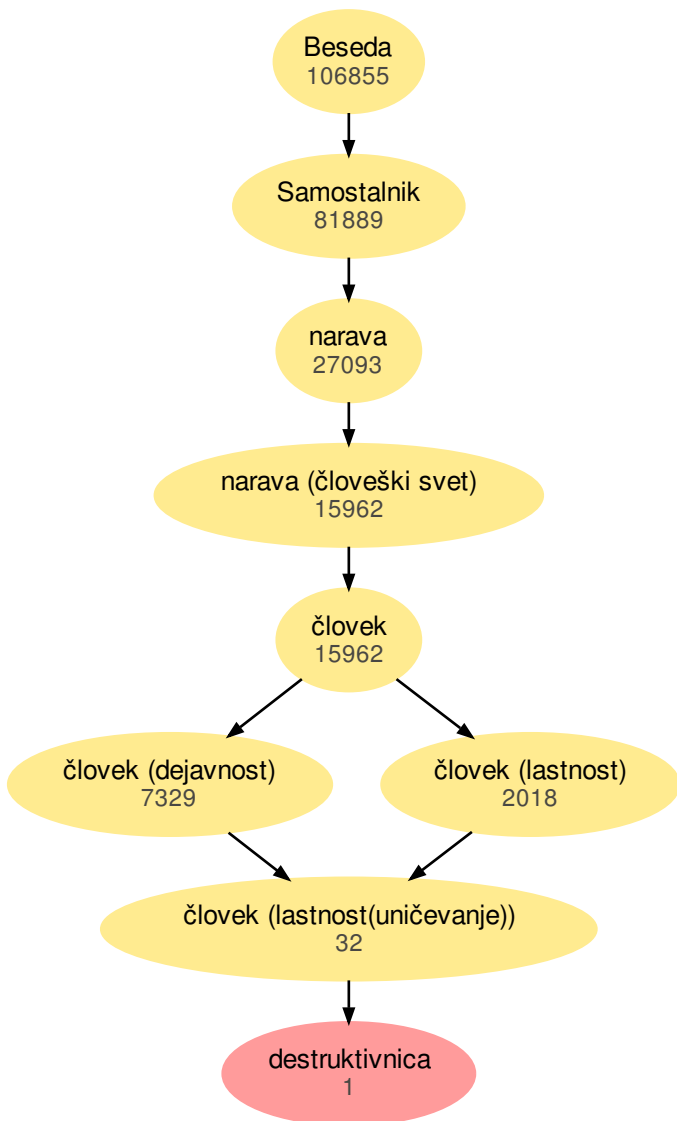 Beseda
106855
Samostalnik
81889
narava
27093
narava (človeški svet)
15962
človek
15962
človek (dejavnost)
7329
človek (lastnost)
2018
človek (lastnost(uničevanje))
32
destruktivnica
1